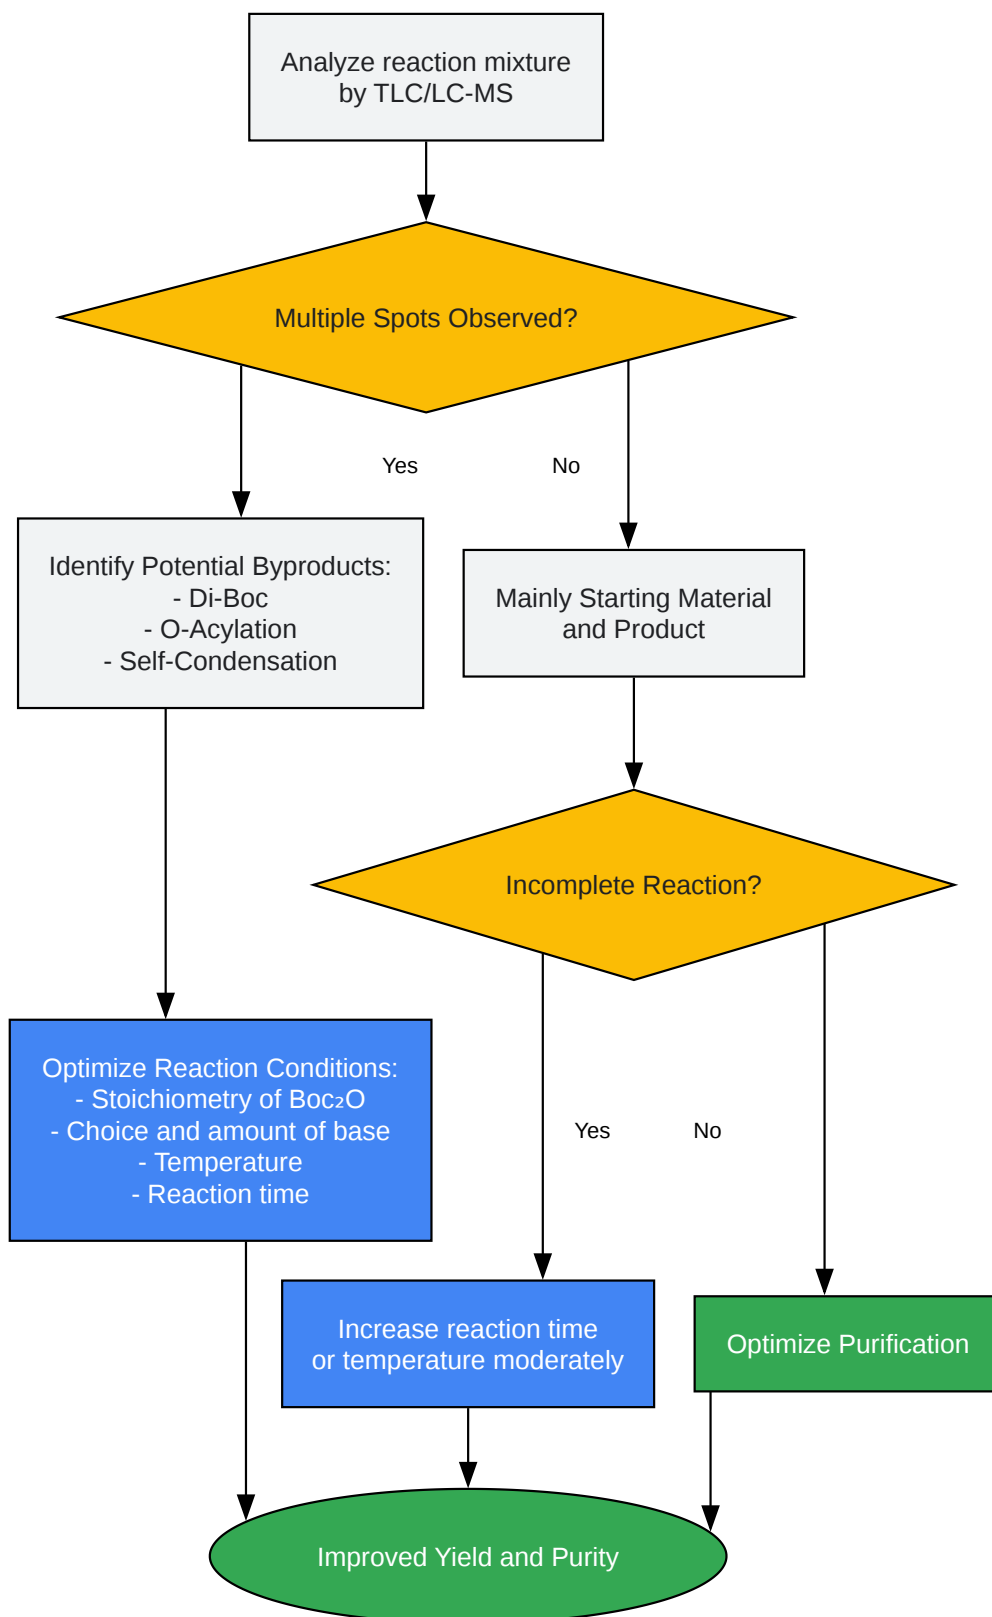 Analyze reaction mixture
by TLC/LC-MS
Multiple Spots Observed?
Yes
No
Identify Potential Byproducts:
- Di-Boc
- O-Acylation
- Self-Condensation
Mainly Starting Material
and Product
Incomplete Reaction?
Optimize Reaction Conditions:
- Stoichiometry of Boc₂O
- Choice and amount of base
- Temperature
- Reaction time
Yes
No
Increase reaction time
or temperature moderately
Optimize Purification
Improved Yield and Purity